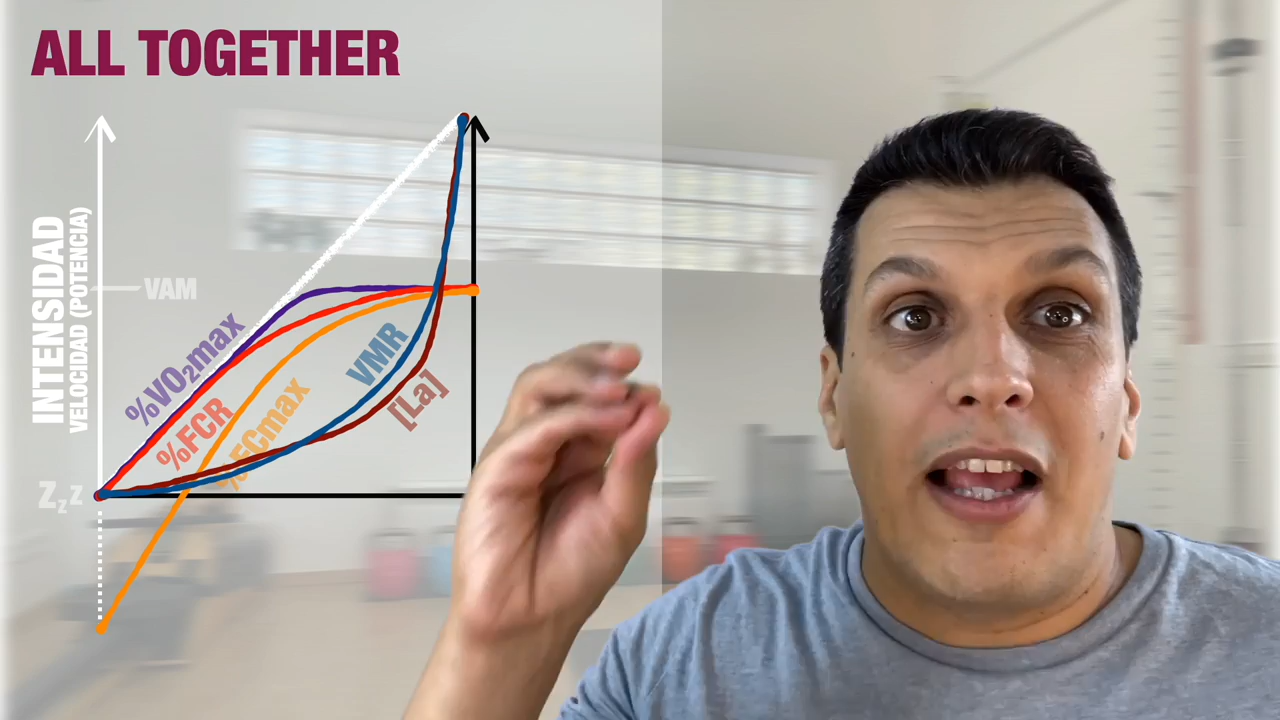 ALL TOGETHER
INTENSIDAD
VELOCIDAD (POTENCIA)
VAM
%VO₂max
%FCR
%FCmax
VMR
[La]
ZzZ